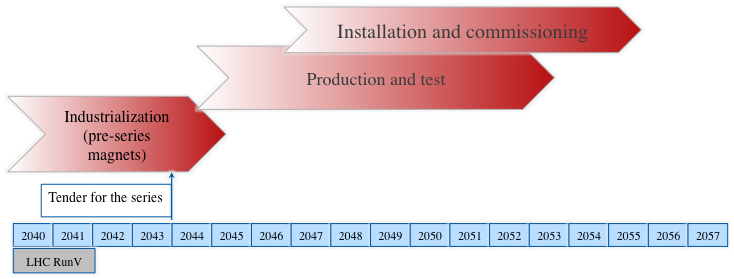 Installation and commissioning
Production and test
Industrialization
(pre-series
magnets)
Tender for the series
2040 2041 2042 2043 2044 2045 2046 2047 2048 2049 2050 2051 2052 2053 2054 2055 2056 2057
LHC RunV